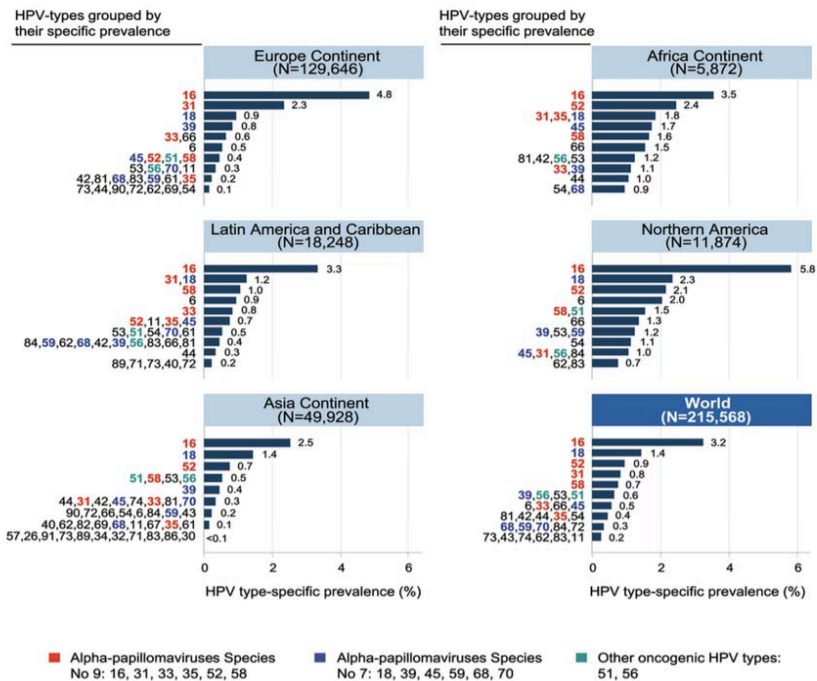 HPV-types grouped by
their specific prevalence
Europe Continent
(N=129,646)
16 4.8
31 2.3
18 0.9
39 0.8
33,66 0.6
6 0.5
45,52,51,58 0.4
53,56,70,11 0.3
42,81,68,83,59,61,35 0.2
73,44,90,72,62,69,54 0.1
Latin America and Caribbean
(N=18,248)
16 3.3
31,18 1.2
58 1.0
6 0.9
33 0.8
52,11,35,45 0.7
53,51,54,70,61 0.5
84,59,62,68,42,39,56,83,66,81 0.4
44 0.3
89,71,73,40,72 0.2
Asia Continent
(N=49,928)
16 2.5
18 1.4
52 0.7
51,58,53,56 0.5
39 0.4
44,31,42,45,74,33,81,70 0.3
90,72,66,54,6,84,59,43 0.2
40,62,82,69,68,11,67,35,61 0.1
57,26,91,73,89,34,32,71,83,86,30 <0.1
0 2 4 6
HPV type-specific prevalence (%)
HPV-types grouped by
their specific prevalence
Africa Continent
(N=5,872)
16 3.5
52 2.4
31,35,18 1.8
45 1.7
58 1.6
66 1.5
81,42,56,53 1.2
33,39 1.1
44 1.0
54,68 0.9
Northern America
(N=11,874)
16 5.8
18 2.3
52 2.1
6 2.0
58,51 1.5
66 1.3
39,53,59 1.2
54 1.1
45,31,56,84 1.0
62,83 0.7
World
(N=215,568)
16 3.2
18 1.4
52 0.9
31 0.8
58 0.7
39,56,53,51 0.6
6,33,66,45 0.5
81,42,44,35,54 0.4
68,59,70,84,72 0.3
73,43,74,62,83,11 0.2
0 2 4 6
HPV type-specific prevalence (%)
Alpha-papillomaviruses Species
No 9: 16, 31, 33, 35, 52, 58
Alpha-papillomaviruses Species
No 7: 18, 39, 45, 59, 68, 70
Other oncogenic HPV types:
51, 56